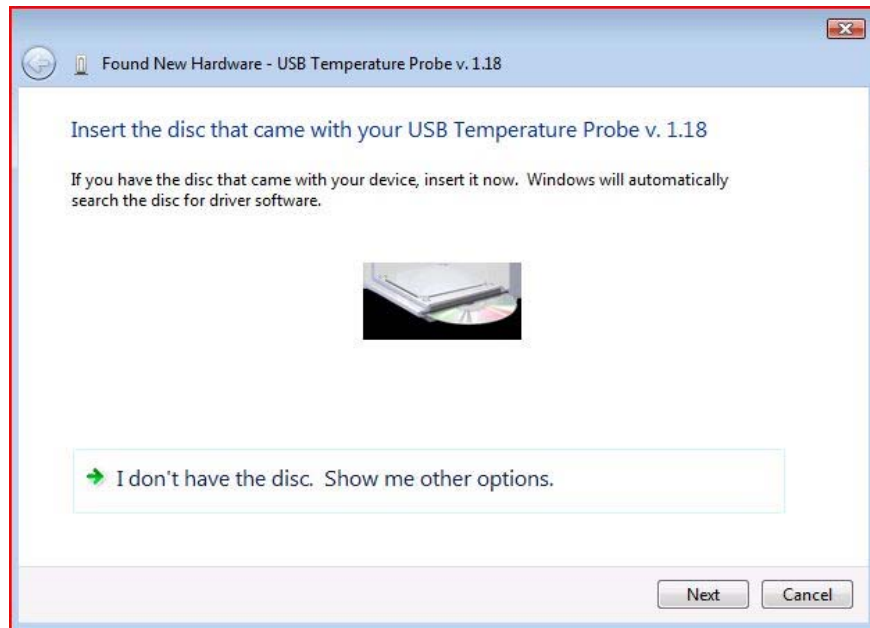 Found New Hardware - USB Temperature Probe v. 1.18
Insert the disc that came with your USB Temperature Probe v. 1.18
If you have the disc that came with your device, insert it now.  Windows will automatically
search the disc for driver software.
I don't have the disc.  Show me other options.
Next
Cancel